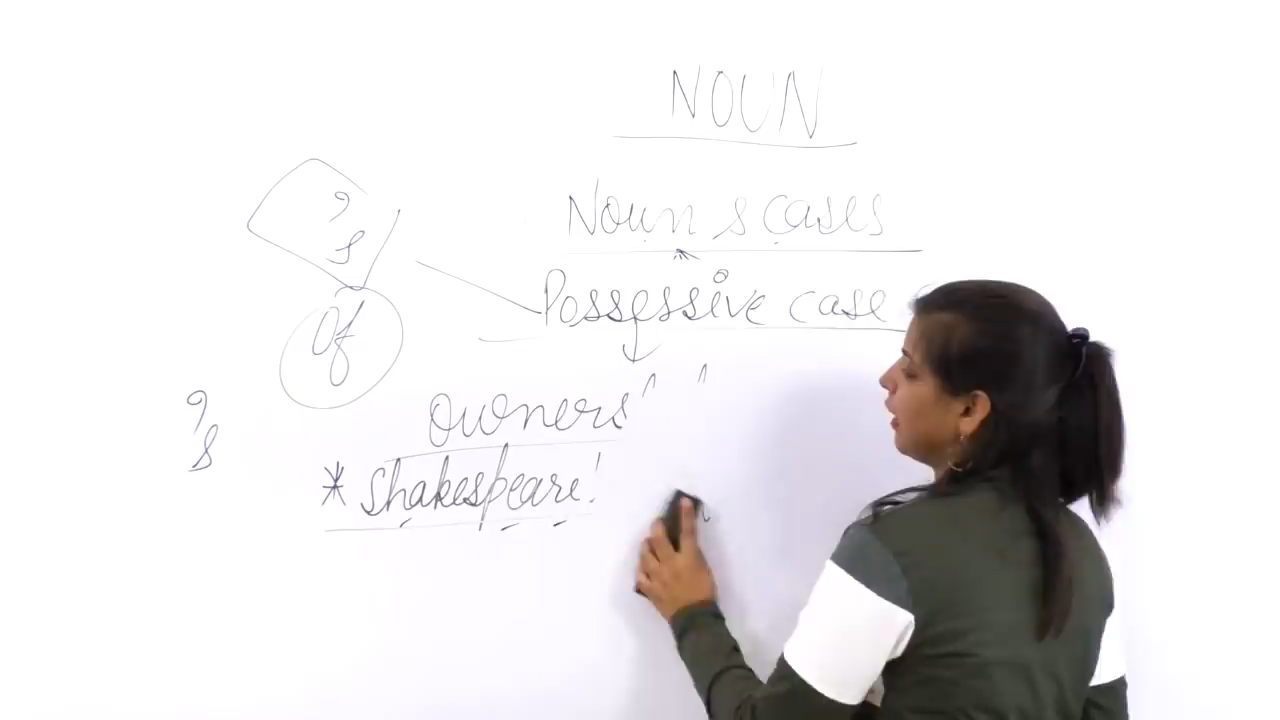 NOUN
Noun s cases
Possessive case
'
s
Of
owners'
'
s
* Shakespeare'